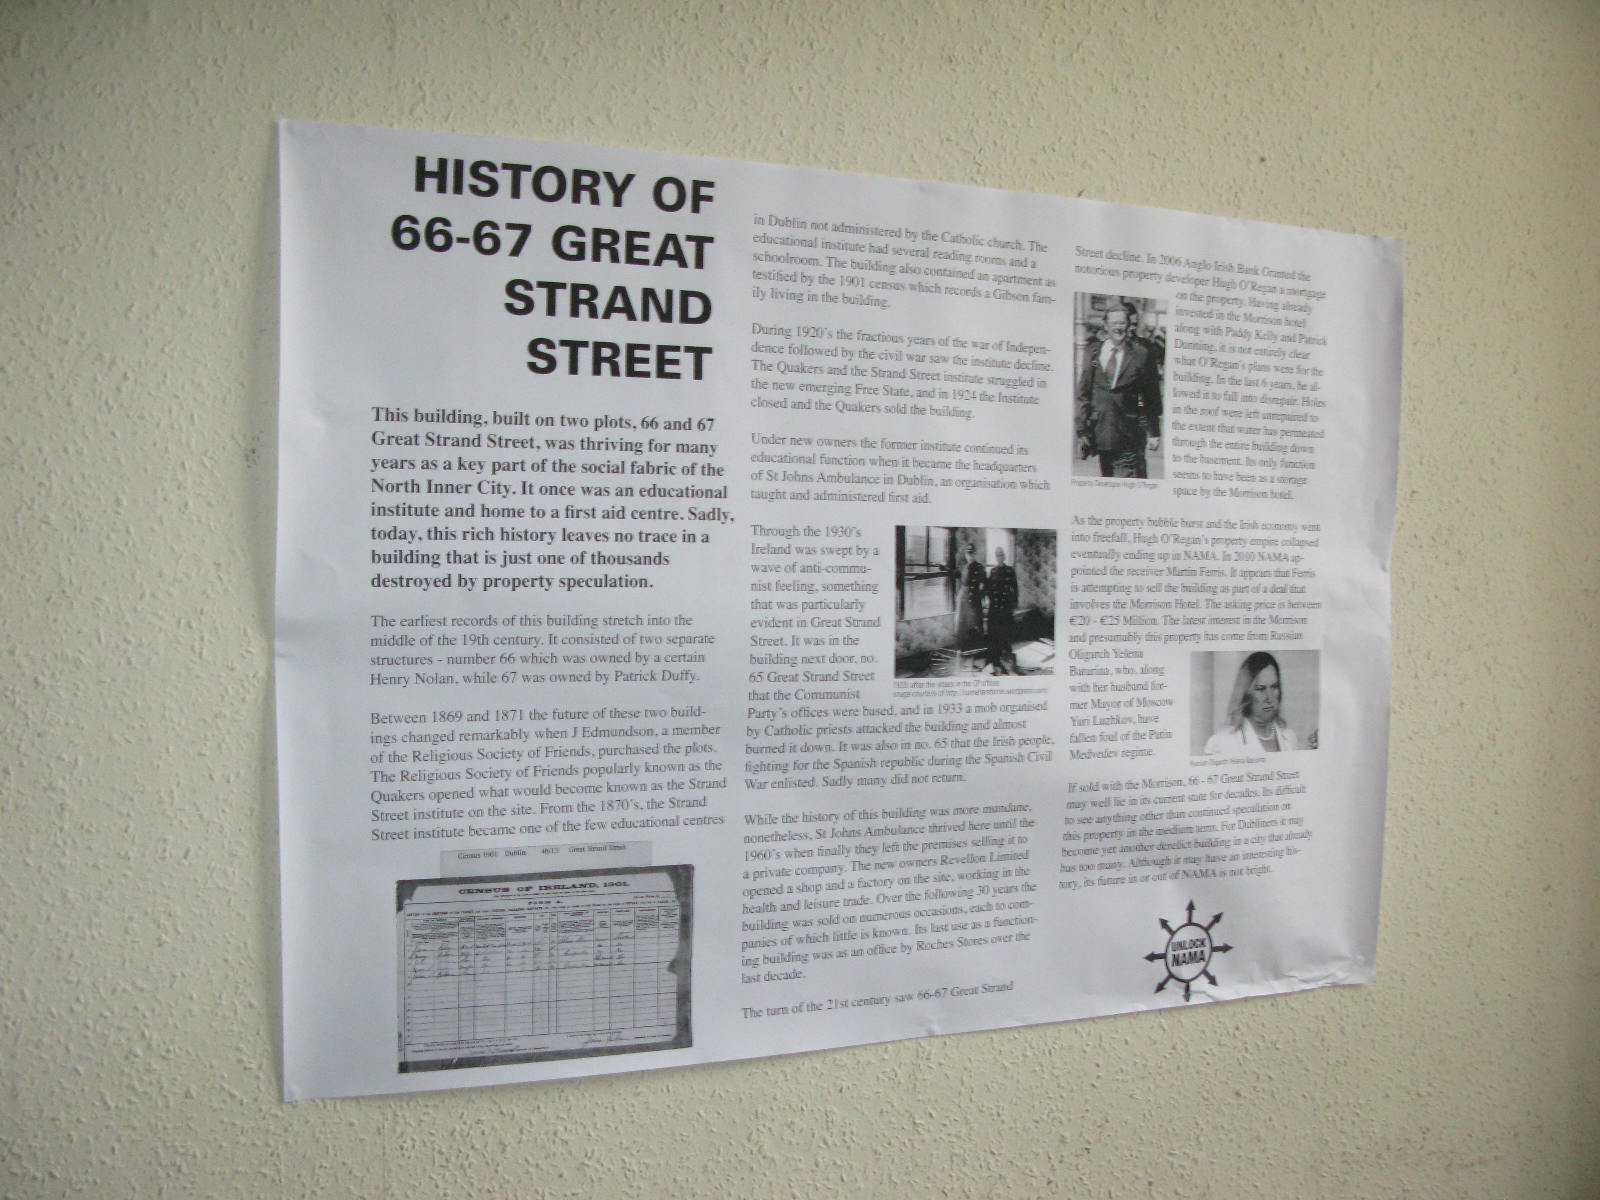 HISTORY OF
66-67 GREAT
STRAND
STREET
This building, built on two plots, 66 and 67
Great Strand Street, was thriving for many
years as a key part of the social fabric of the
North Inner City. It once was an educational
institute and home to a first aid centre. Sadly,
today, this rich history leaves no trace in a
building that is just one of thousands
destroyed by property speculation.
The earliest records of this building stretch into the
middle of the 19th century. It consisted of two separate
structures - number 66 which was owned by a certain
Henry Nolan, while 67 was owned by Patrick Duffy.
Between 1869 and 1871 the future of these two build-
ings changed remarkably when J Edmundson, a member
of the Religious Society of Friends, purchased the plots.
The Religious Society of Friends popularly known as the
Quakers opened what would become known as the Strand
Street institute on the site. From the 1870's, the Strand
Street institute became one of the few educational centres
Census 1901 Dublin 46/13 Great Strand Street
CENSUS OF IRELAND, 1901.
FORM A.
in Dublin not administered by the Catholic church. The
educational institute had several reading rooms and a
schoolroom. The building also contained an apartment as
testified by the 1901 census which records a Gibson fam-
ily living in the building.
During 1920's the fractious years of the war of Indepen-
dence followed by the civil war saw the institute decline.
The Quakers and the Strand Street institute struggled in
the new emerging Free State, and in 1924 the Institute
closed and the Quakers sold the building.
Under new owners the former institute continued its
educational function when it became the headquarters
of St Johns Ambulance in Dublin, an organisation which
taught and administered first aid.
Through the 1930's
Ireland was swept by a
wave of anti-commu-
nist feeling, something
that was particularly
evident in Great Strand
Street. It was in the
building next door, no.
65 Great Strand Street
that the Communist
Party's offices were based, and in 1933 a mob organised
by Catholic priests attacked the building and almost
burned it down. It was also in no. 65 that the Irish people,
fighting for the Spanish republic during the Spanish Civil
War enlisted. Sadly many did not return.
1933, after the attack in the CP offices
image courtesy of http://comeheretome.wordpress.com/
While the history of this building was more mundane,
nonetheless, St Johns Ambulance thrived here until the
1960's when finally they left the premises selling it to
a private company. The new owners Revellon Limited
opened a shop and a factory on the site, working in the
health and leisure trade. Over the following 30 years the
building was sold on numerous occasions, each to com-
panies of which little is known. Its last use as a function-
ing building was as an office by Roches Stores over the
last decade.
The turn of the 21st century saw 66-67 Great Strand
Street decline. In 2006 Anglo Irish Bank Granted the
notorious property developer Hugh O'Regan a mortgage
on the property. Having already
invested in the Morrison hotel
along with Paddy Kelly and Patrick
Dunning, it is not entirely clear
what O'Regan's plans were for the
building. In the last 6 years, he al-
lowed it to fall into disrepair. Holes
in the roof were left unrepaired to
the extent that water has permeated
through the entire building down
to the basement. Its only function
seems to have been as a storage
space by the Morrison hotel.
Property Developer Hugh O'Regan
As the property bubble burst and the Irish economy went
into freefall, Hugh O'Regan's property empire collapsed
eventually ending up in NAMA. In 2010 NAMA ap-
pointed the receiver Martin Ferris. It appears that Ferris
is attempting to sell the building as part of a deal that
involves the Morrison Hotel. The asking price is between
€20 - €25 Million. The latest interest in the Morrison
and presumably this property has come from Russian
Oligarch Yelena
Baturina, who, along
with her husband for-
mer Mayor of Moscow
Yuri Luzhkov, have
fallen foul of the Putin
Medvedev regime.
Russian Oligarch Yelena Baturina
If sold with the Morrison, 66 - 67 Great Strand Street
may well lie in its current state for decades. Its difficult
to see anything other than continued speculation on
this property in the medium term. For Dubliners it may
become yet another derelict building in a city that already
has too many. Although it may have an interesting his-
tory, its future in or out of NAMA is not bright.
UNLOCK
NAMA